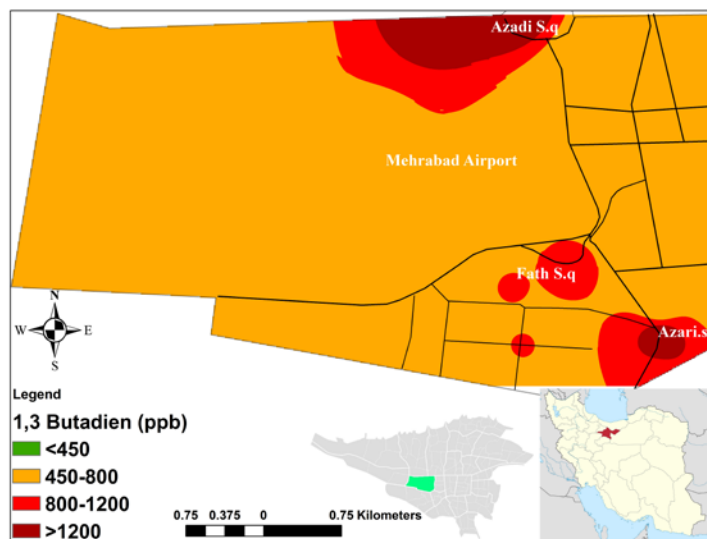 Azadi S.q
Mehrabad Airport
Fath S.q
Azari.s
N
W
E
S
Legend
1,3 Butadien (ppb)
<450
450-800
800-1200
>1200
0.75 0.375 0 0.75 Kilometers